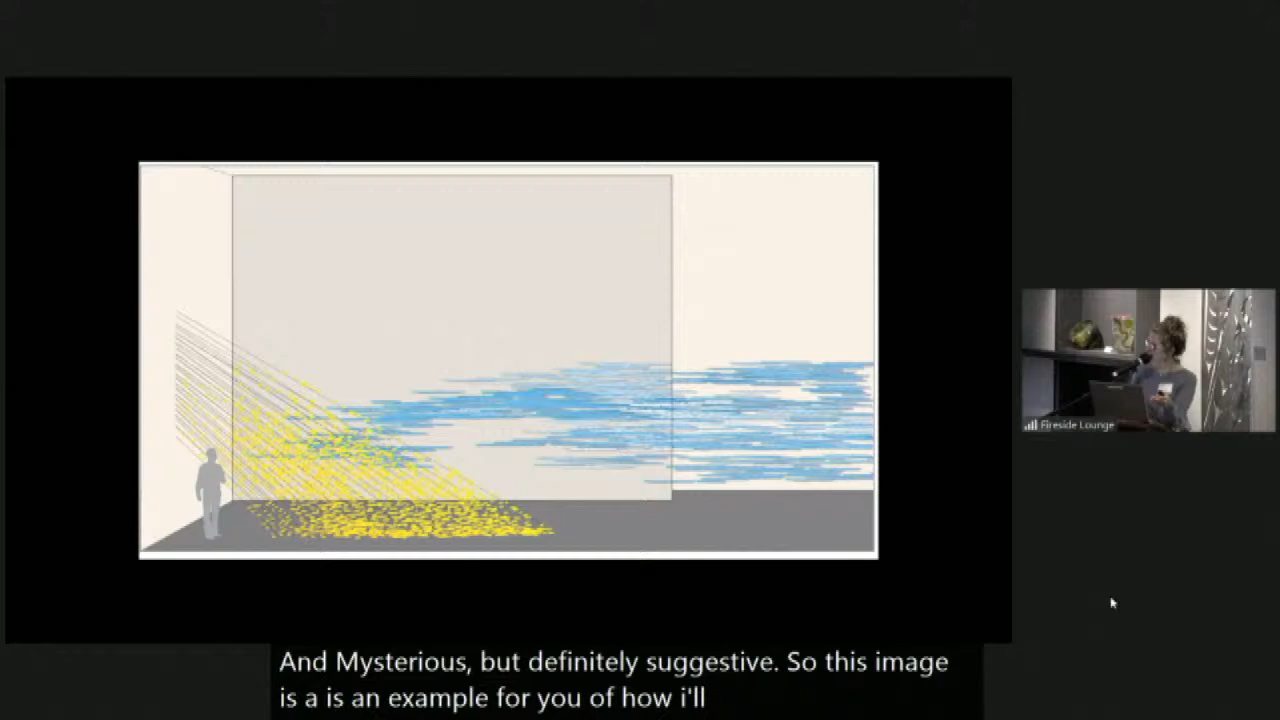 Fireside Lounge
And Mysterious, but definitely suggestive. So this image
is a is an example for you of how i'll